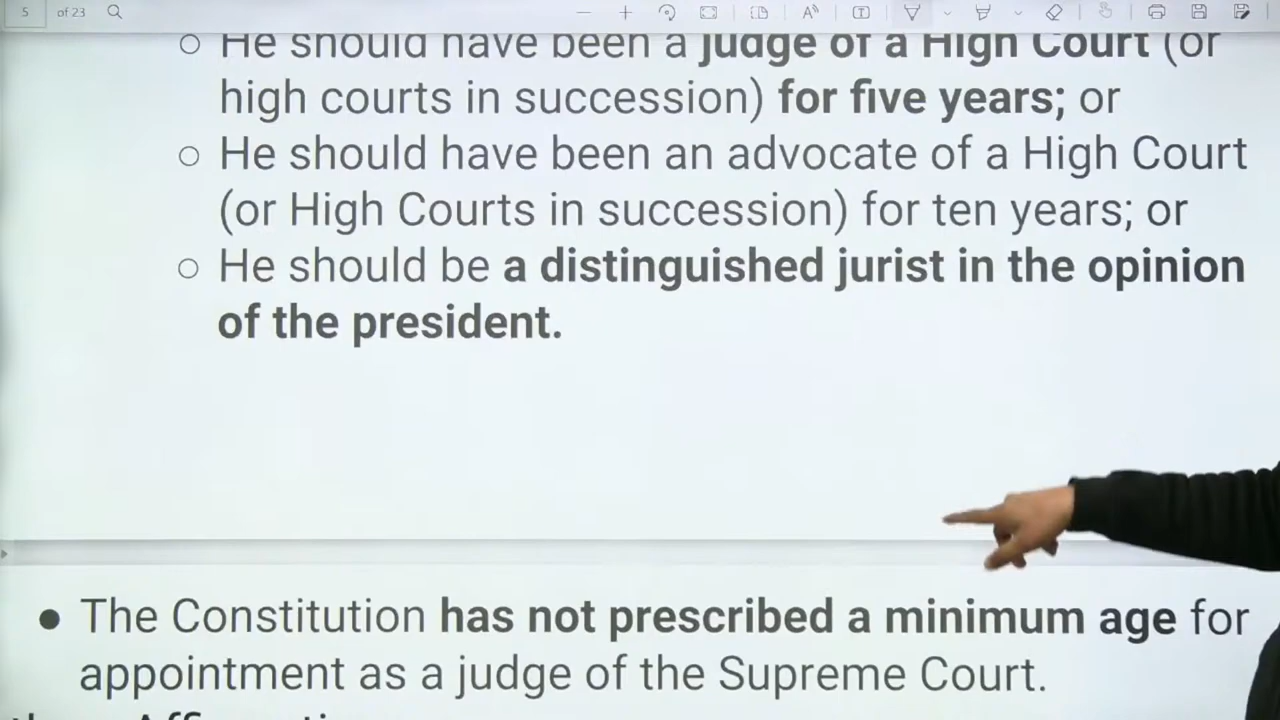 5 of 23
○ He should have been a judge of a High Court (or
high courts in succession) for five years; or
○ He should have been an advocate of a High Court
(or High Courts in succession) for ten years; or
○ He should be a distinguished jurist in the opinion
of the president.
● The Constitution has not prescribed a minimum age for
appointment as a judge of the Supreme Court.